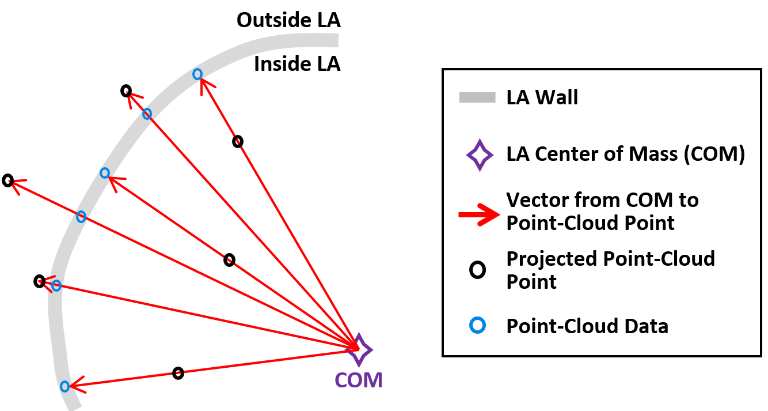 Outside LA
Inside LA
COM
LA Wall
LA Center of Mass (COM)
Vector from COM to
Point-Cloud Point
Projected Point-Cloud
Point
Point-Cloud Data